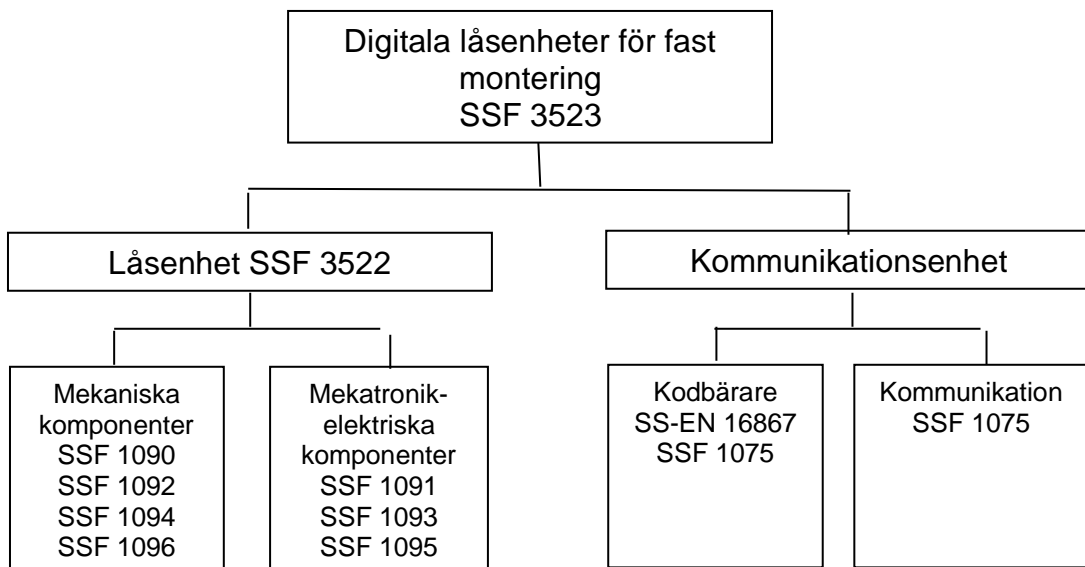 Digitala låsenheter för fast
montering
SSF 3523
Låsenhet SSF 3522
Kommunikationsenhet
Mekaniska
komponenter
SSF 1090
SSF 1092
SSF 1094
SSF 1096
Mekatronik-
elektriska
komponenter
SSF 1091
SSF 1093
SSF 1095
Kodbärare
SS-EN 16867
SSF 1075
Kommunikation
SSF 1075